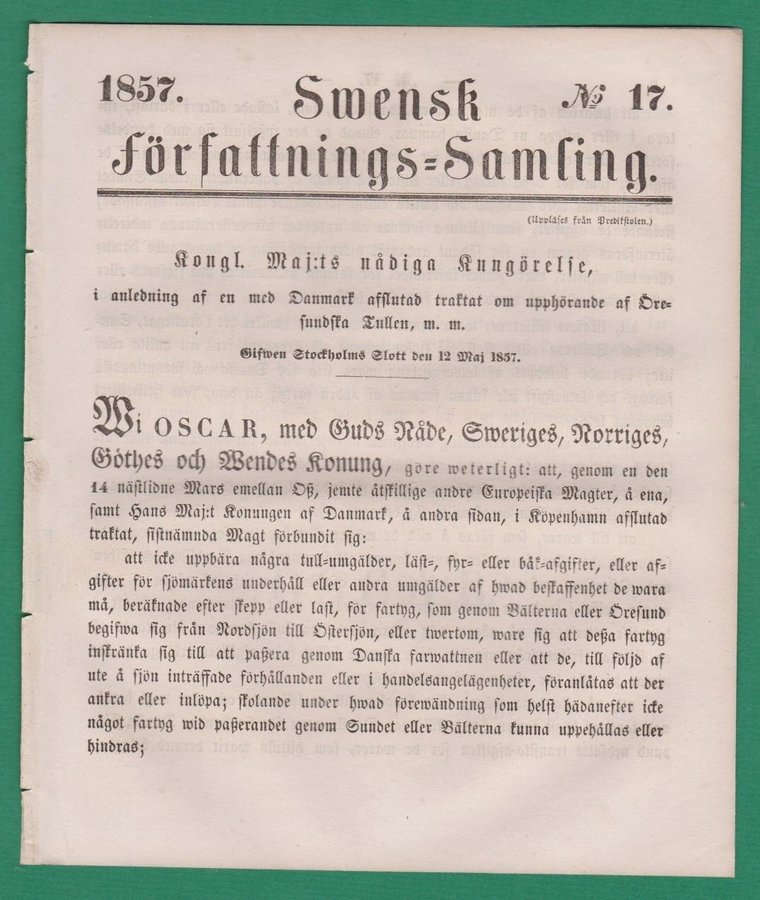 1857. Swensk № 17.
Författnings-Samling.
(Uppläses från Predikstolen.)
Kongl. Maj:ts nådiga Kungörelse,
i anledning af en med Danmark afslutad traktat om upphörande af Öre-
sundska Tullen, m. m.
Gifwen Stockholms Slott den 12 Maj 1857.
Wi OSCAR, med Guds Nåde, Sweriges, Norriges,
Göthes och Wendes Konung, göre weterligt: att, genom en den
14 nästlidne Mars emellan Oß, jemte åtskillige andre Europeiska Magter, å ena,
samt Hans Maj:t Konungen af Danmark, å andra sidan, i Köpenhamn afslutad
traktat, sistnämnda Magt förbundit sig:
att icke uppbära några tull-umgälder, läst-, fyr- eller båk-afgifter, eller af-
gifter för sjömärkens underhåll eller andra umgälder af hwad beskaffenhet de wara
må, beräknade efter skepp eller last, för fartyg, som genom Bälterna eller Öresund
begifwa sig från Nordsjön till Östersjön, eller twertom, ware sig att deßa fartyg
inskränka sig till att paßera genom Danska farwattnen eller att de, till följd af
ute å sjön inträffade förhållanden eller i handelsangelägenheter, föranlåtas att der
ankra eller inlöpa; skolande under hwad förewändning som helst hädanefter icke
något fartyg wid paßerandet genom Sundet eller Bälterna kunna uppehållas eller
hindras;